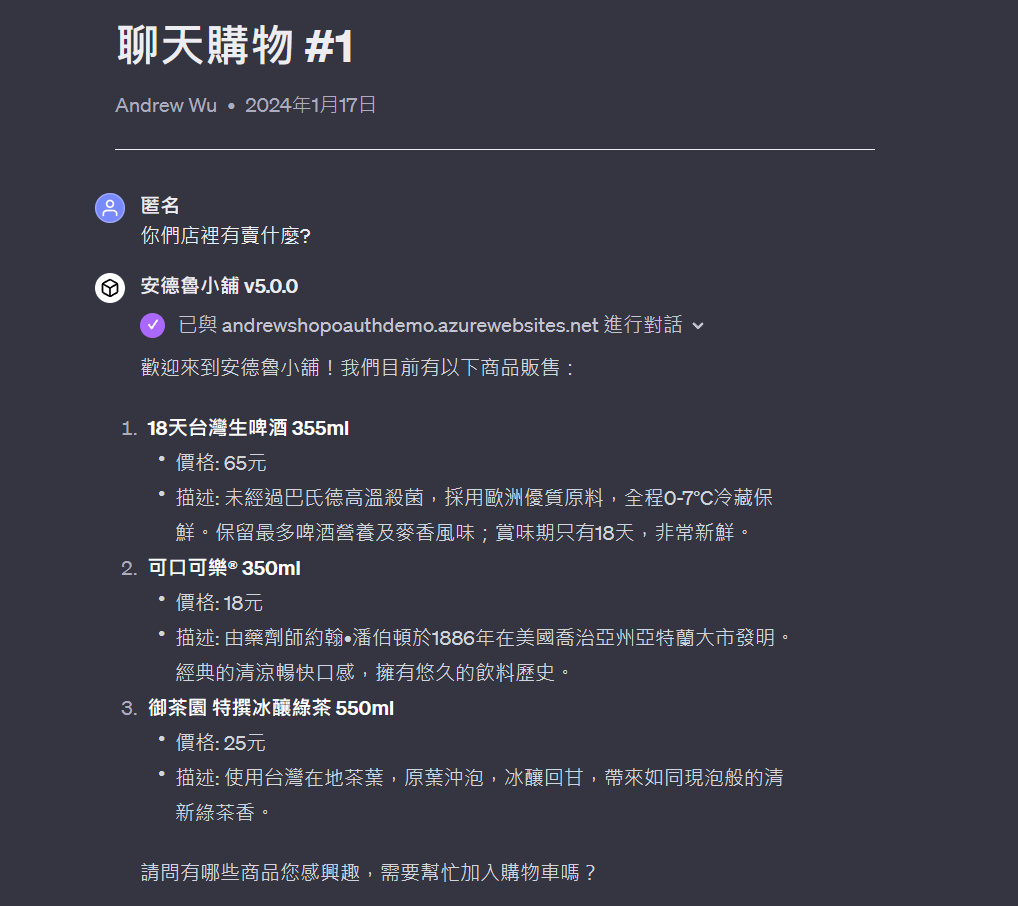 聊天購物 #1
Andrew Wu • 2024年1月17日
匿名
你們店裡有賣什麼?
安德魯小舖 v5.0.0
已與 andrewshopoauthdemo.azurewebsites.net 進行對話
歡迎來到安德魯小舖！我們目前有以下商品販售：
1. 18天台灣生啤酒 355ml
• 價格: 65元
• 描述: 未經過巴氏德高溫殺菌，採用歐洲優質原料，全程0-7°C冷藏保
鮮。保留最多啤酒營養及麥香風味；賞味期只有18天，非常新鮮。
2. 可口可樂® 350ml
• 價格: 18元
• 描述: 由藥劑師約翰•潘伯頓於1886年在美國喬治亞州亞特蘭大市發明。
經典的清涼暢快口感，擁有悠久的飲料歷史。
3. 御茶園 特撰冰釀綠茶 550ml
• 價格: 25元
• 描述: 使用台灣在地茶葉，原葉沖泡，冰釀回甘，帶來如同現泡般的清
新綠茶香。
請問有哪些商品您感興趣，需要幫忙加入購物車嗎？